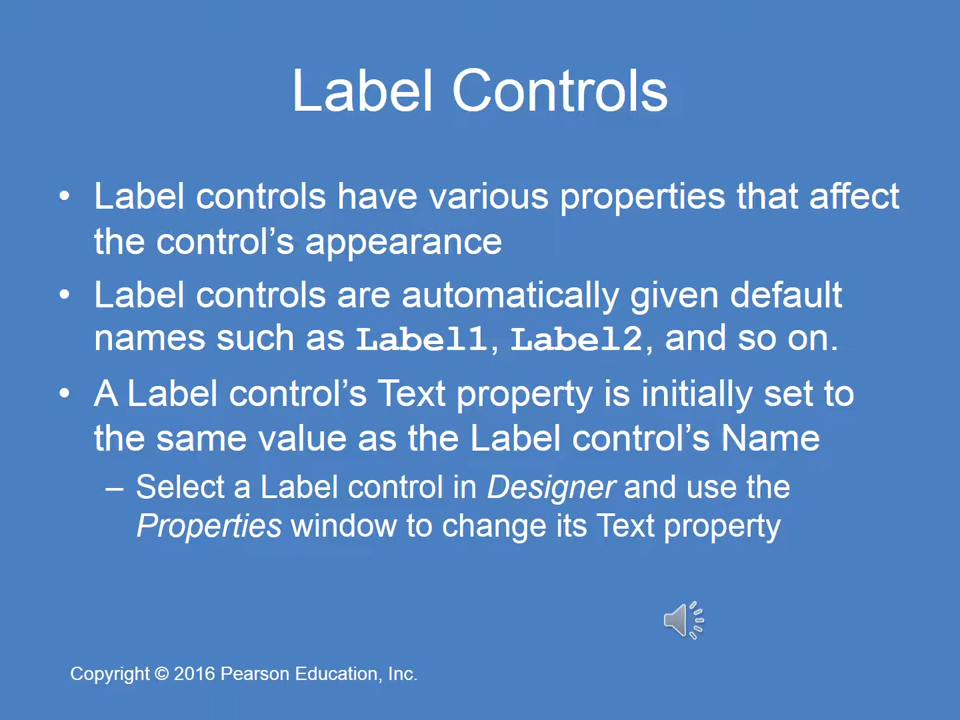 Label Controls
• Label controls have various properties that affect
the control’s appearance
• Label controls are automatically given default
names such as Label1, Label2, and so on.
• A Label control’s Text property is initially set to
the same value as the Label control’s Name
– Select a Label control in Designer and use the
Properties window to change its Text property
Copyright © 2016 Pearson Education, Inc.